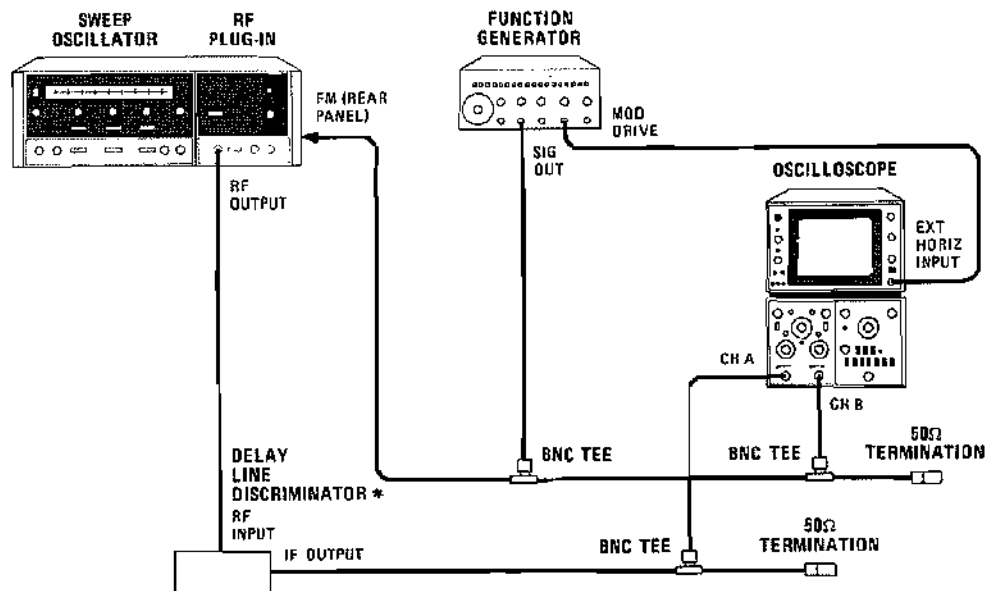 SWEEP
OSCILLATOR
RF
PLUG-IN
FUNCTION
GENERATOR
FM (REAR
PANEL)
MOD
DRIVE
SIG
OUT
OSCILLOSCOPE
RF
OUTPUT
EXT
HORIZ
INPUT
CH A
CH B
BNC TEE
BNC TEE
50Ω
TERMINATION
DELAY
LINE
DISCRIMINATOR *
RF
INPUT
IF OUTPUT
BNC TEE
50Ω
TERMINATION